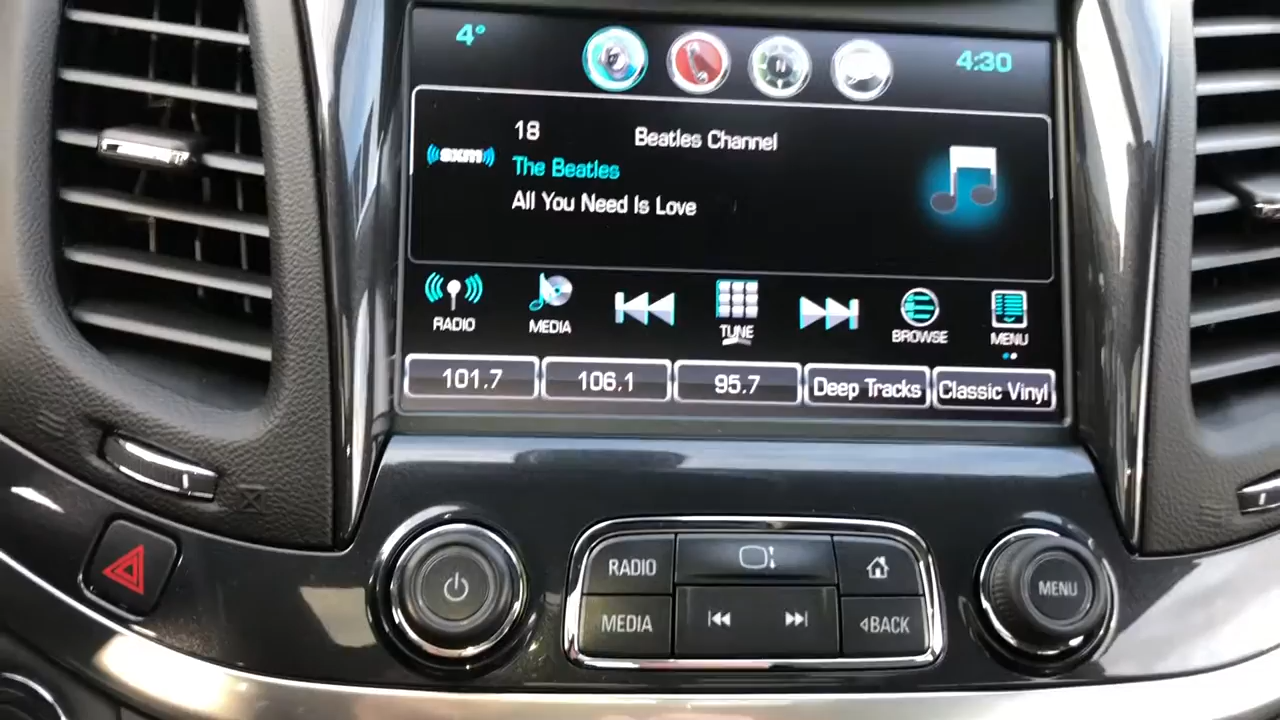 4° 4:30
N
18 Beatles Channel
sxm The Beatles
All You Need Is Love
RADIO MEDIA TUNE BROWSE MENU
101.7 106.1 95.7 Deep Tracks Classic Vinyl
RADIO
MEDIA BACK
MENU